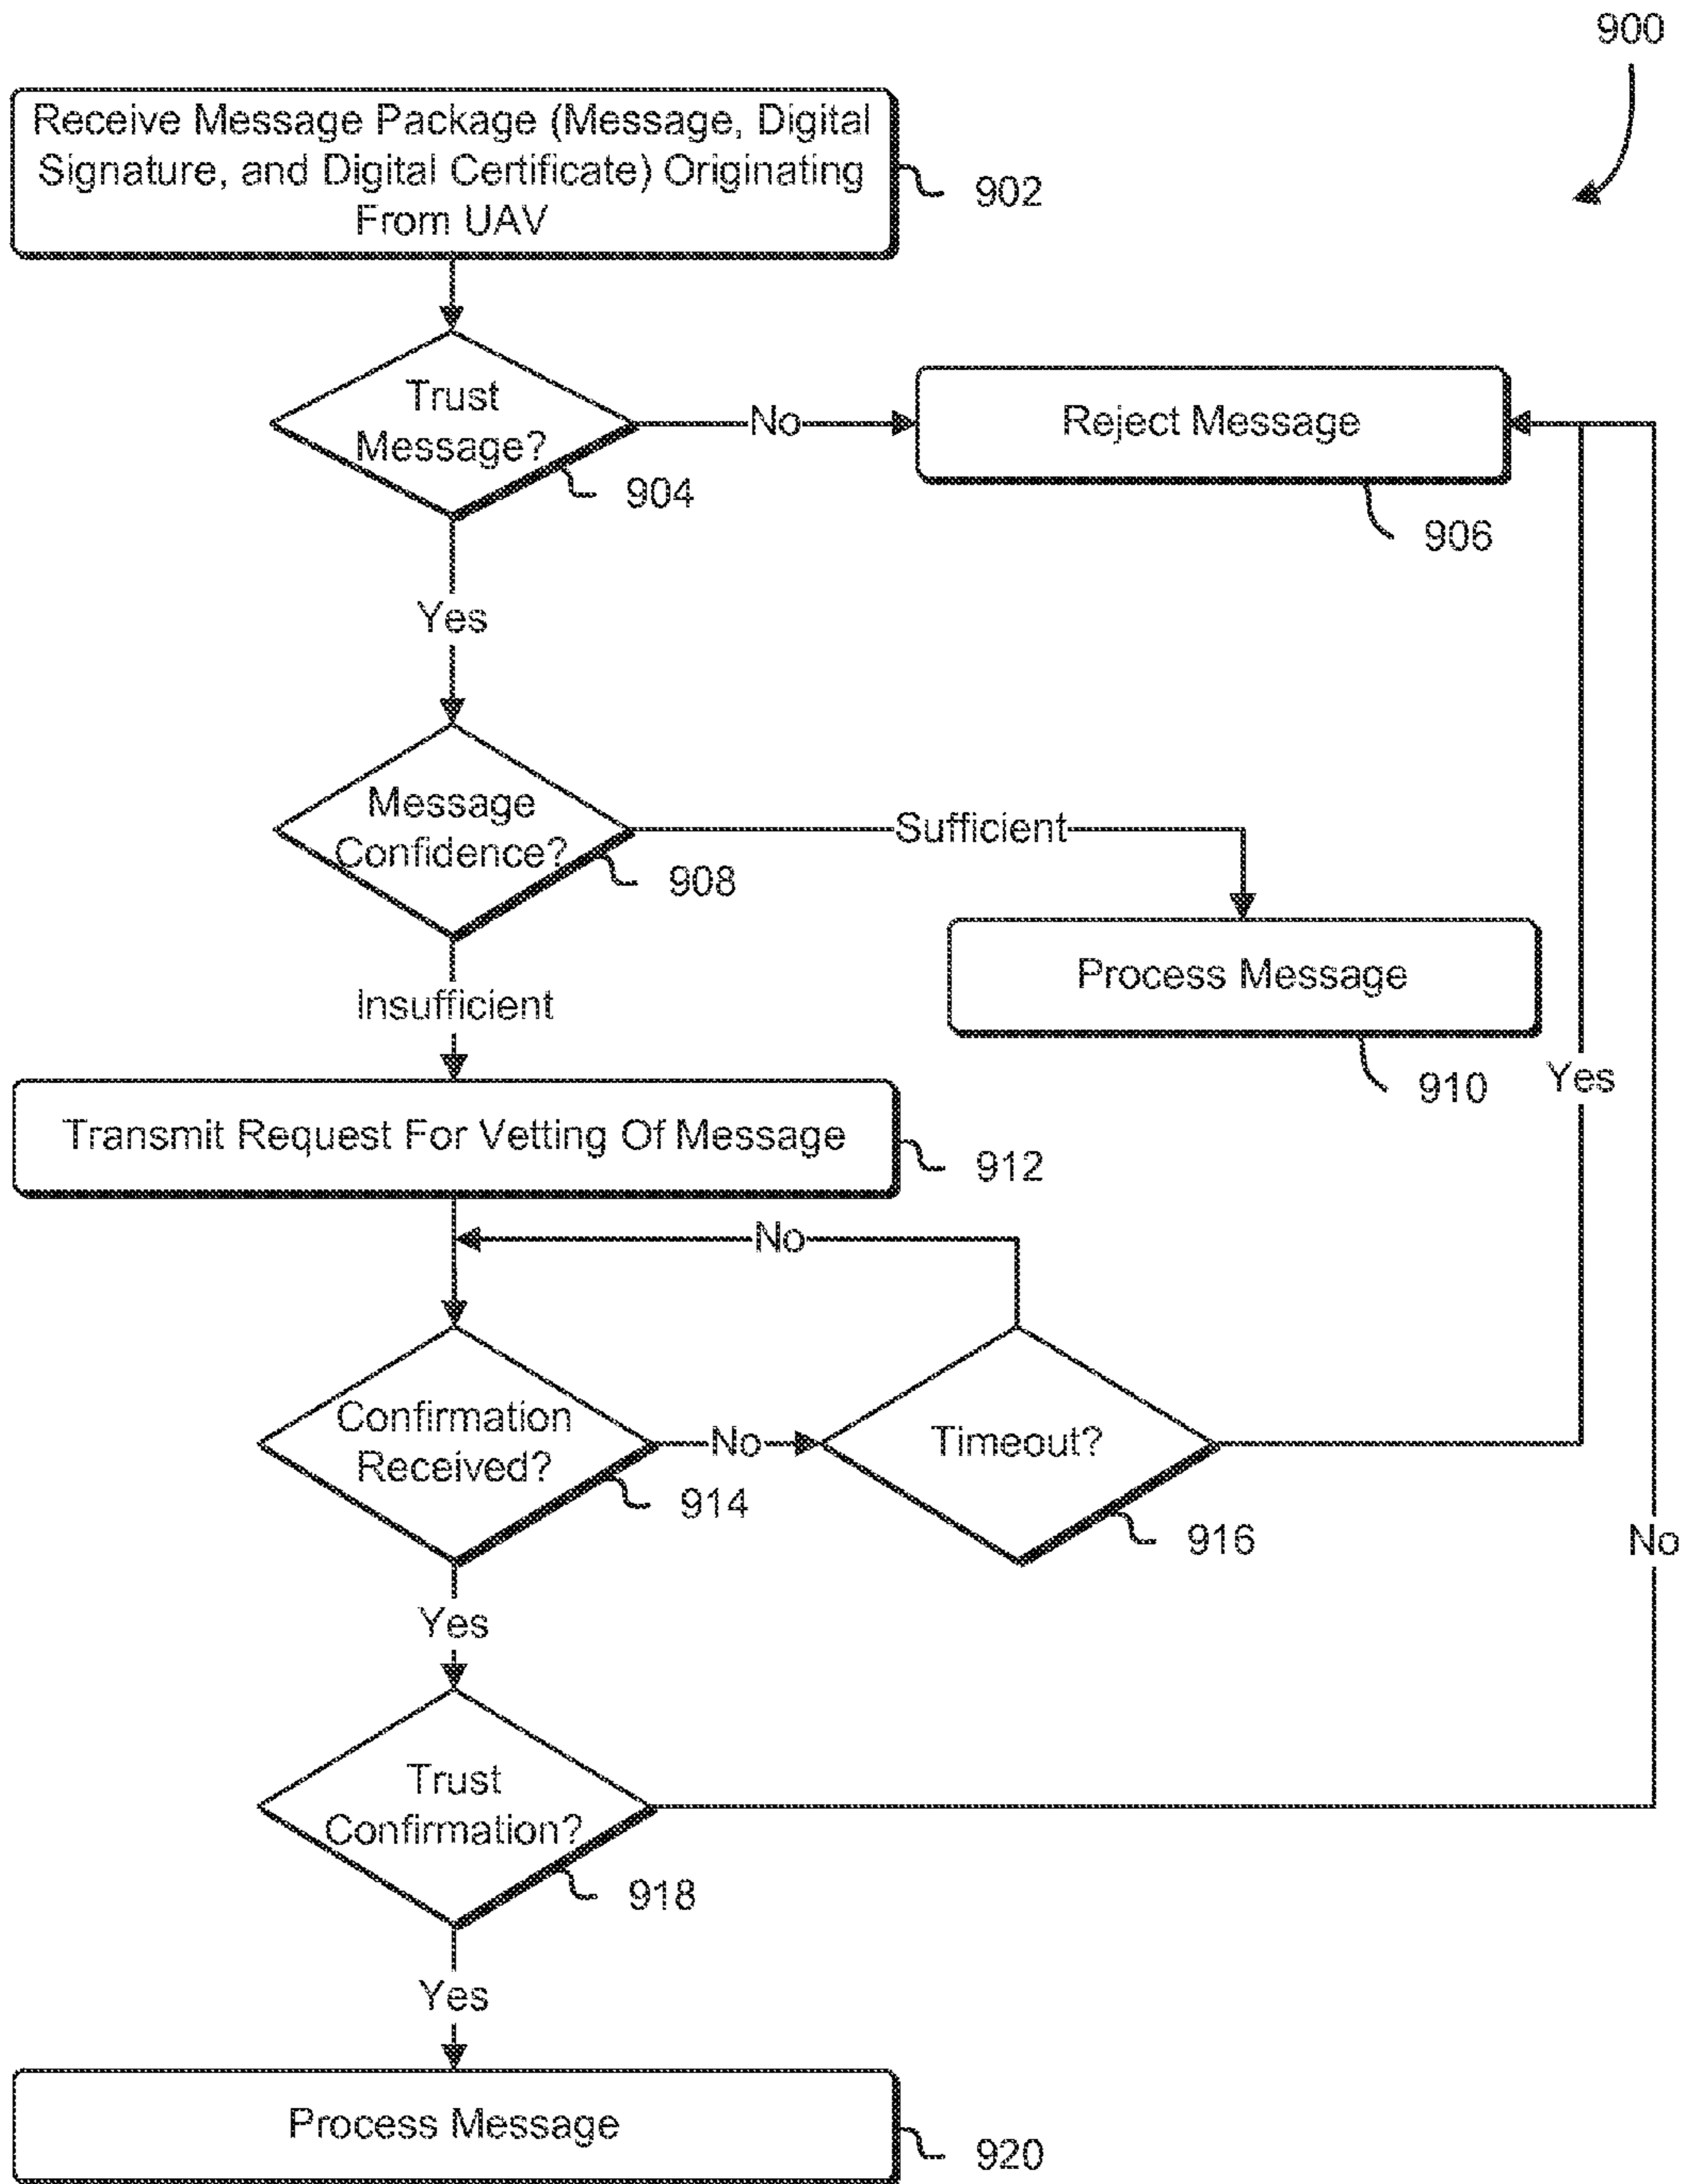 900
Receive Message Package (Message, Digital
Signature, and Digital Certificate) Originating
From UAV
902
Trust
Message?
904
No
Reject Message
906
Yes
Message
Confidence?
908
Sufficient
Process Message
910
Insufficient
Yes
Transmit Request For Vetting Of Message
912
No
Confirmation
Received?
914
No
Timeout?
916
No
Yes
Trust
Confirmation?
918
Yes
Process Message
920